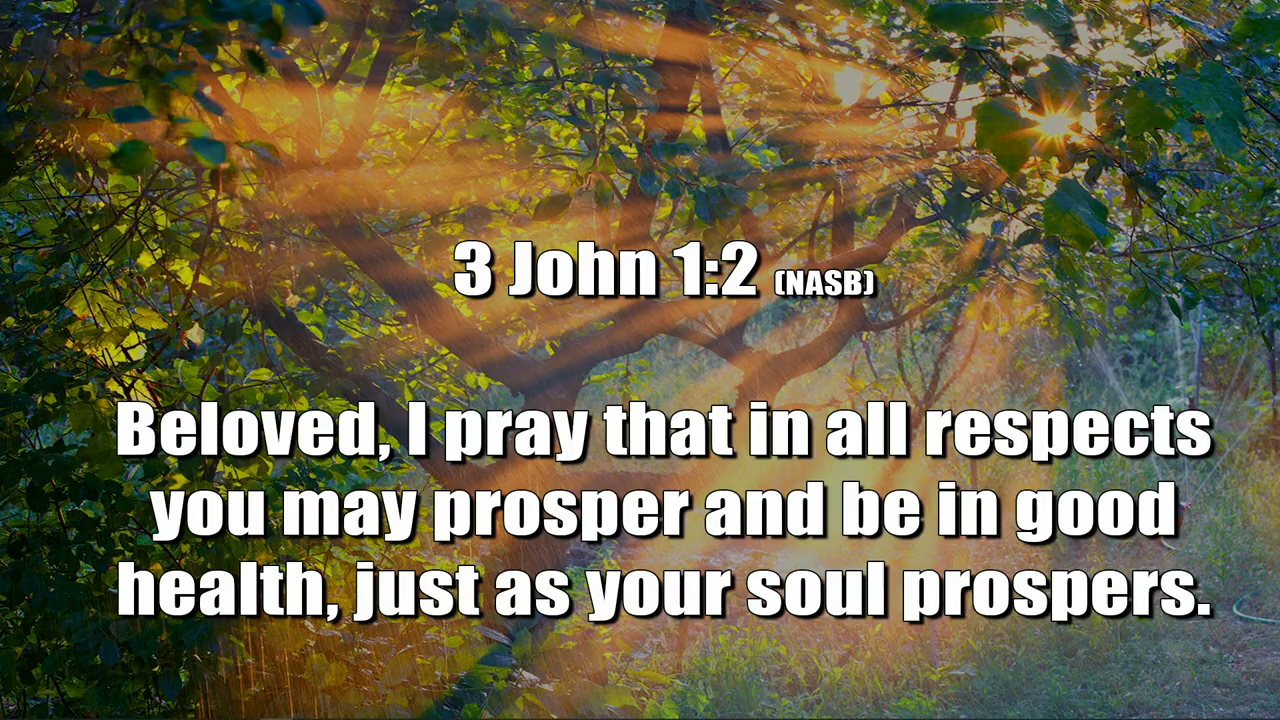 3 John 1:2 (NASB)
Beloved, I pray that in all respects
you may prosper and be in good
health, just as your soul prospers.